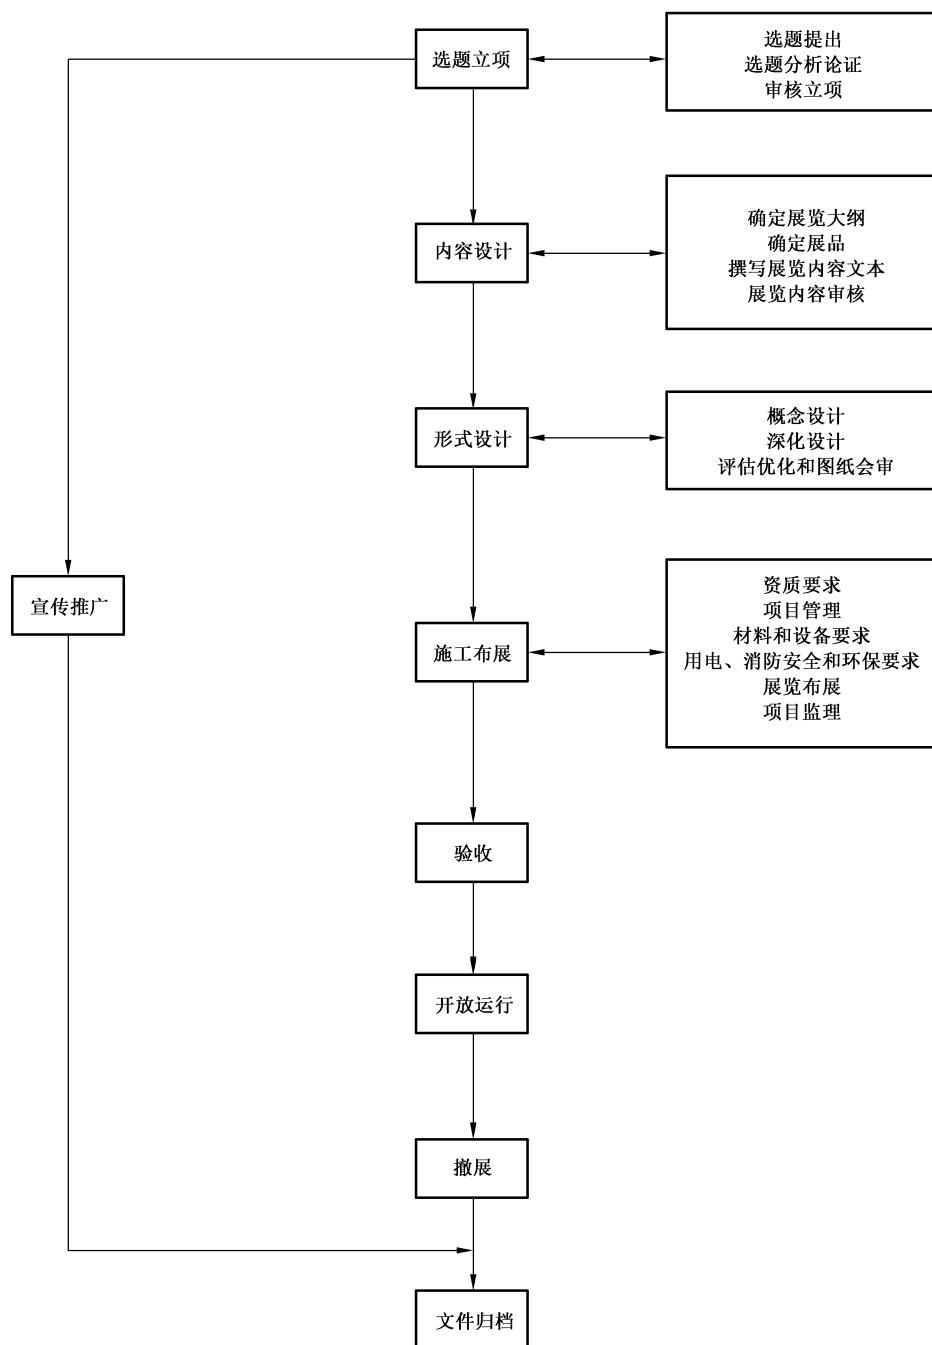 选题立项
选题提出
选题分析论证
审核立项
内容设计
确定展览大纲
确定展品
撰写展览内容文本
展览内容审核
形式设计
概念设计
深化设计
评估优化和图纸会审
宣传推广
施工布展
资质要求
项目管理
材料和设备要求
用电、消防安全和环保要求
展览布展
项目监理
验收
开放运行
撤展
文件归档